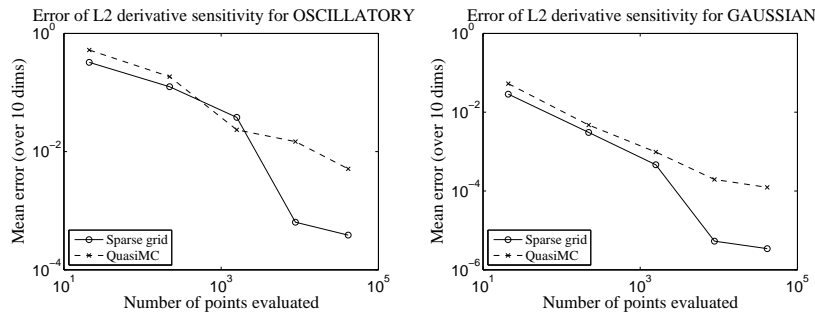 Error of L2 derivative sensitivity for OSCILLATORY
Mean error (over 10 dims)
10^0
10^−2
10^−4
Sparse grid
QuasiMC
10^1
10^3
10^5
Number of points evaluated
Error of L2 derivative sensitivity for GAUSSIAN
Mean error (over 10 dims)
10^0
10^−2
10^−4
10^−6
Sparse grid
QuasiMC
10^1
10^3
10^5
Number of points evaluated